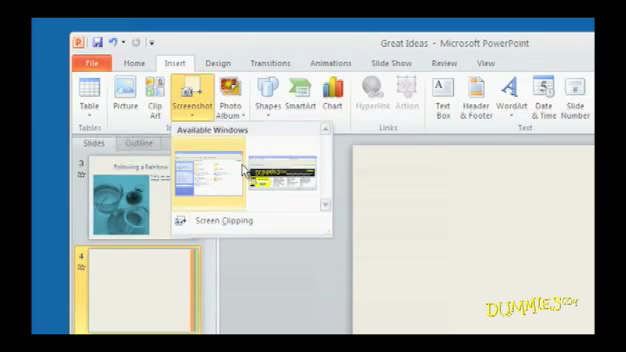 Great Ideas - Microsoft PowerPoint
File Home Insert Design Transitions Animations Slide Show Review View
Table Picture Clip Art Screenshot Photo Album Shapes SmartArt Chart Hyperlink Action Text Box Header & Footer WordArt Date & Time Slide Number
Tables Links Text
Available Windows
Slides Outline
3 Following a Rainbow
Screen Clipping
4
DUMMIES.COM